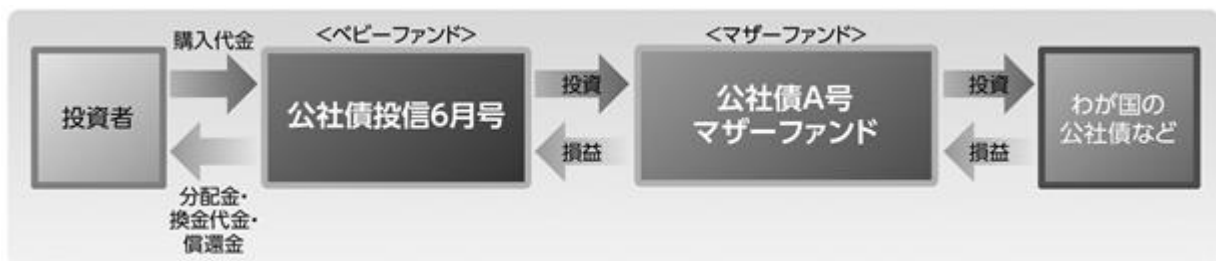 投資者
購入代金
分配金・
換金代金・
償還金
<ベビーファンド>
公社債投信6月号
投資
損益
<マザーファンド>
公社債A号
マザーファンド
投資
損益
わが国の
公社債など